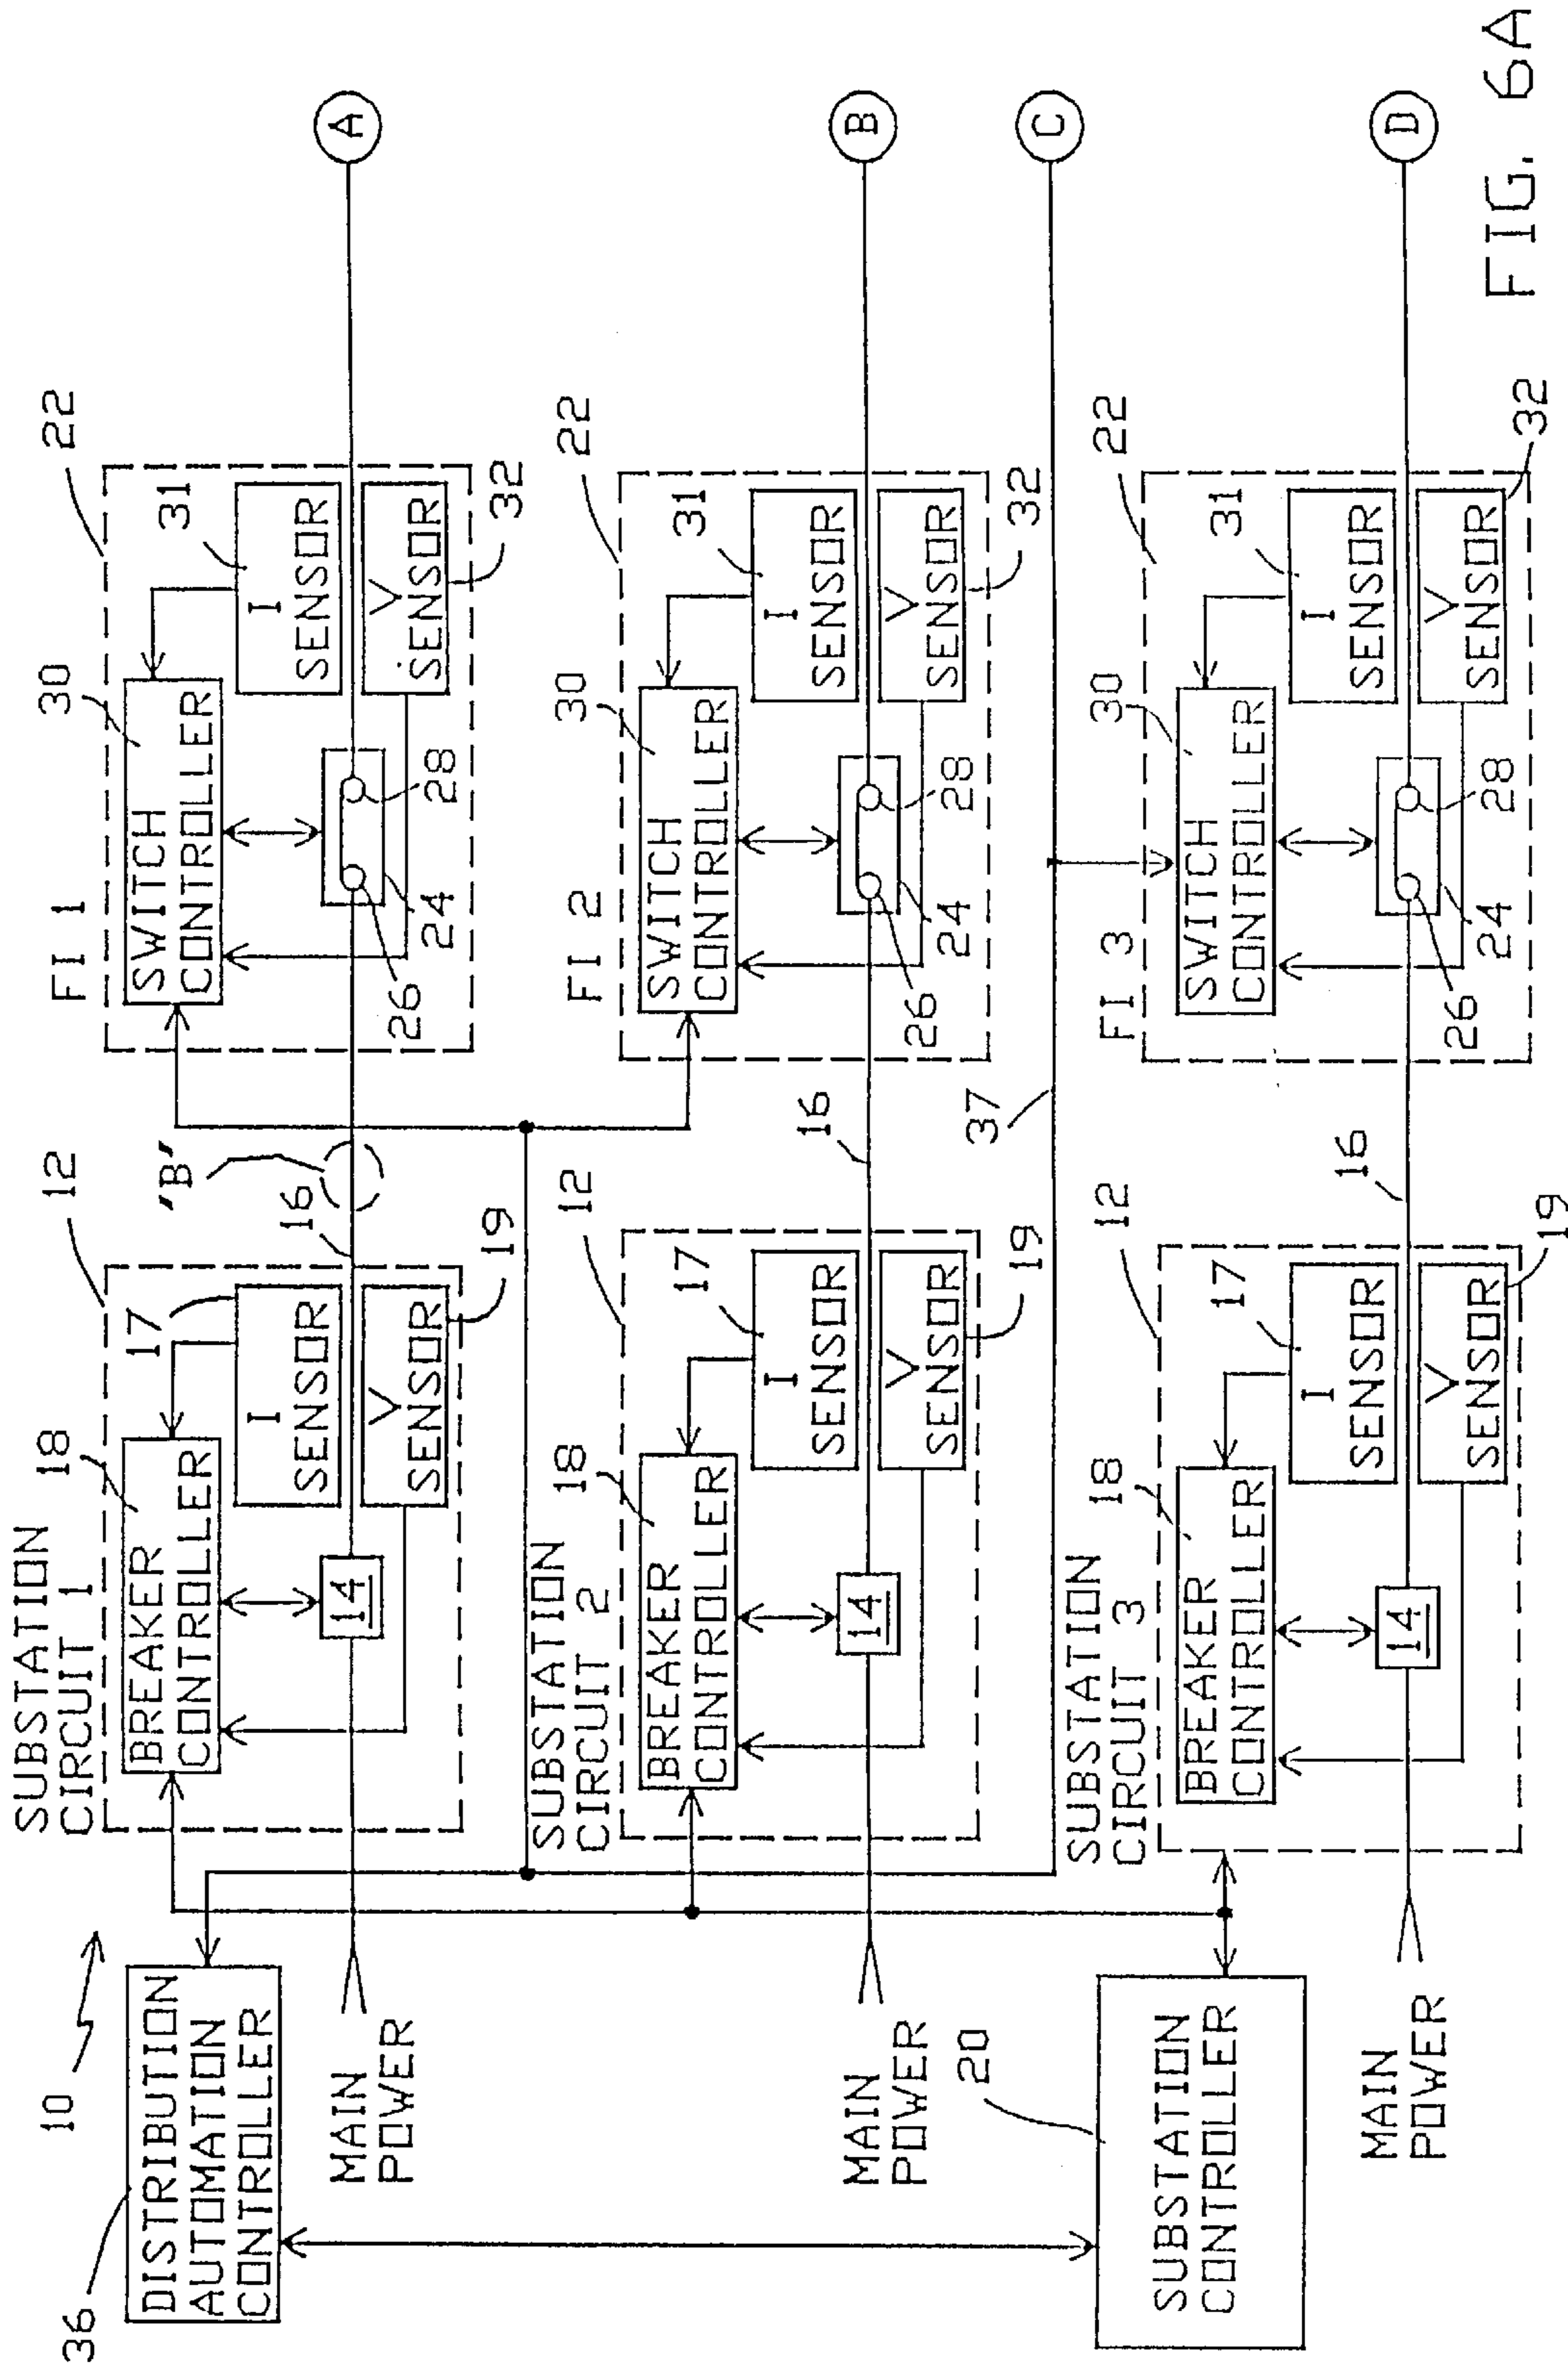 10
36
DISTRIBUTION
AUTOMATION
CONTROLLER
MAIN
POWER
SUBSTATION
CIRCUIT 1
12
18
BREAKER
CONTROLLER
17
I
SENSOR
V
SENSOR
19
14
16
'B'
FI 1
22
30
SWITCH
CONTROLLER
31
I
SENSOR
V
SENSOR
32
26
24
28
A
MAIN
POWER
SUBSTATION
CIRCUIT 2
12
18
BREAKER
CONTROLLER
17
I
SENSOR
V
SENSOR
19
14
16
FI 2
22
30
SWITCH
CONTROLLER
31
I
SENSOR
V
SENSOR
32
26
24
28
B
37
C
20
SUBSTATION
CONTROLLER
MAIN
POWER
SUBSTATION
CIRCUIT 3
12
18
BREAKER
CONTROLLER
17
I
SENSOR
V
SENSOR
19
14
16
FI 3
22
30
SWITCH
CONTROLLER
31
I
SENSOR
V
SENSOR
32
26
24
28
D
FIG. 6A